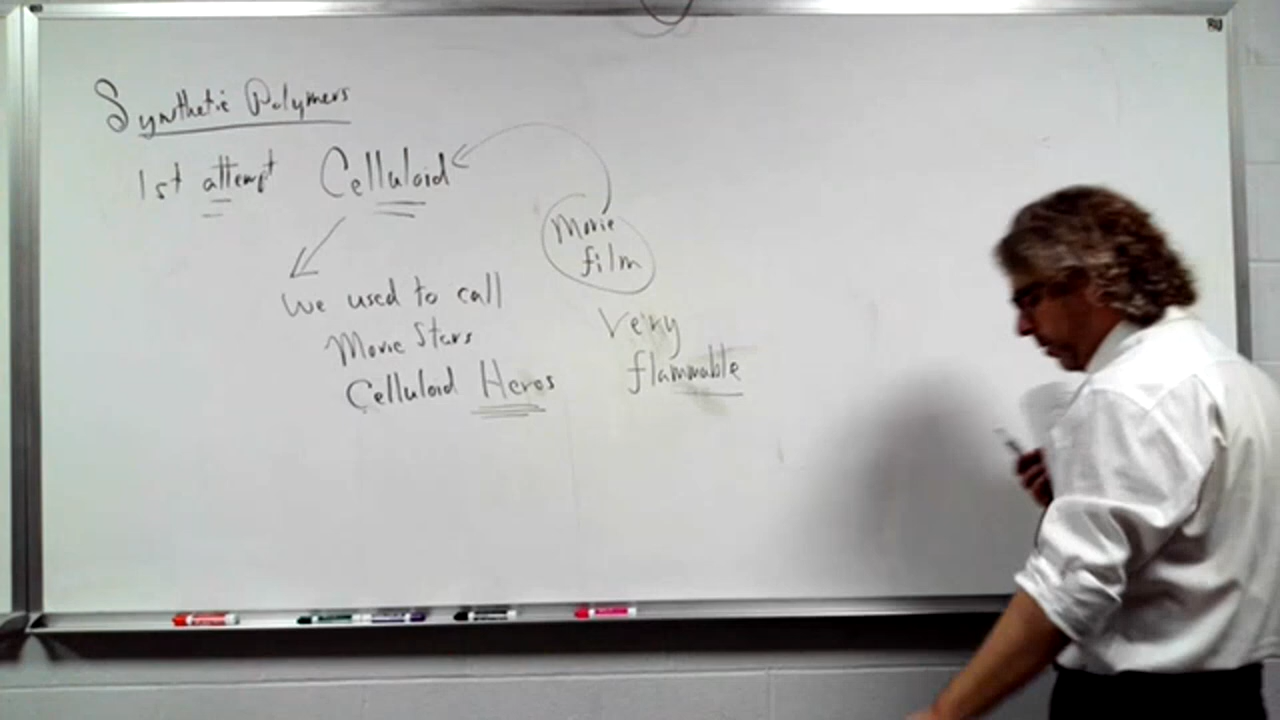 Synthetic Polymers
1st attempt Celluloid
Movie
film
we used to call
Movie Stars
Celluloid Heros
Very
flammable